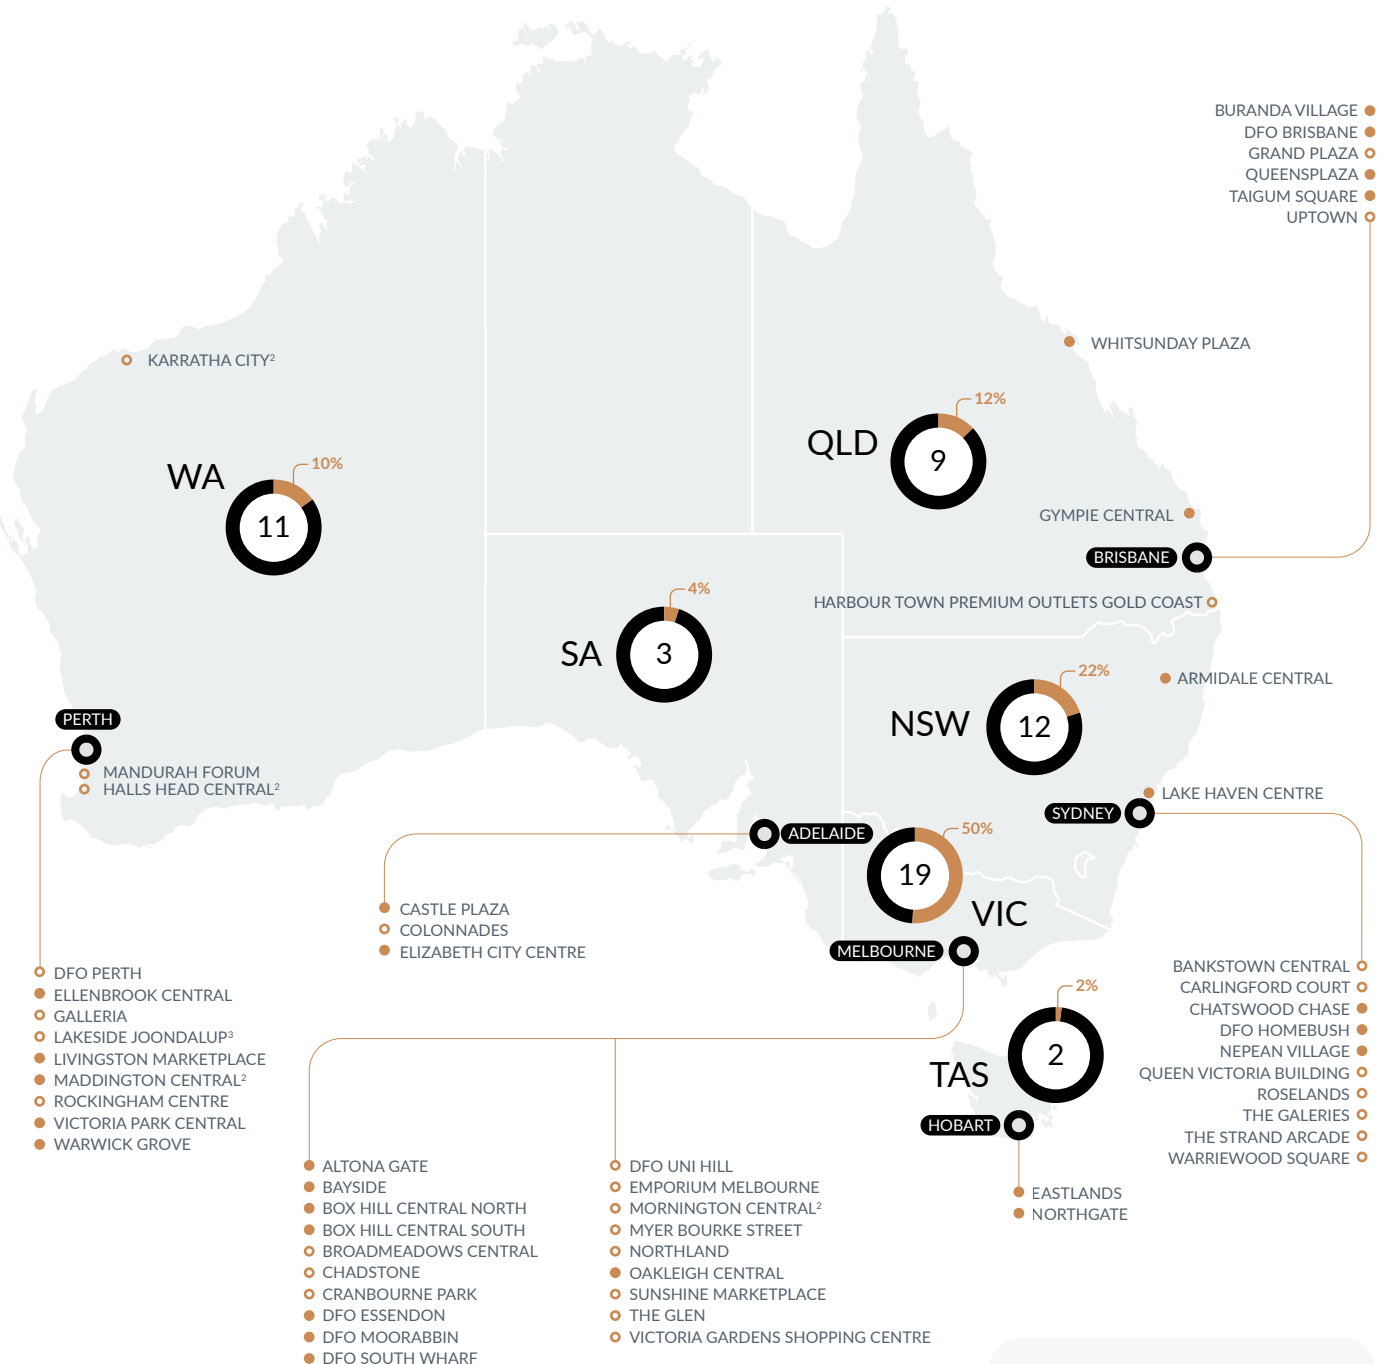 BURANDA VILLAGE
DFO BRISBANE
GRAND PLAZA
QUEENSPLAZA
TAIGUM SQUARE
UPTOWN
WHITSUNDAY PLAZA
KARRATHA CITY²
12%
QLD
9
10%
WA
11
GYMPIE CENTRAL
BRISBANE
HARBOUR TOWN PREMIUM OUTLETS GOLD COAST
4%
SA
3
22%
NSW
12
ARMIDALE CENTRAL
PERTH
MANDURAH FORUM
HALLS HEAD CENTRAL²
LAKE HAVEN CENTRE
SYDNEY
ADELAIDE
50%
19
VIC
MELBOURNE
CASTLE PLAZA
COLONNADES
ELIZABETH CITY CENTRE
DFO PERTH
ELLENBROOK CENTRAL
GALLERIA
LAKESIDE JOONDALUP³
LIVINGSTON MARKETPLACE
MADDINGTON CENTRAL²
ROCKINGHAM CENTRE
VICTORIA PARK CENTRAL
WARWICK GROVE
BANKSTOWN CENTRAL
CARLINGFORD COURT
CHATSWOOD CHASE
DFO HOMEBUSH
NEPEAN VILLAGE
QUEEN VICTORIA BUILDING
ROSELANDS
THE GALERIES
THE STRAND ARCADE
WARRIEWOOD SQUARE
2%
TAS
2
HOBART
EASTLANDS
NORTHGATE
ALTONA GATE
BAYSIDE
BOX HILL CENTRAL NORTH
BOX HILL CENTRAL SOUTH
BROADMEADOWS CENTRAL
CHADSTONE
CRANBOURNE PARK
DFO ESSENDON
DFO MOORABBIN
DFO SOUTH WHARF
DFO UNI HILL
EMPORIUM MELBOURNE
MORNINGTON CENTRAL²
MYER BOURKE STREET
NORTHLAND
OAKLEIGH CENTRAL
SUNSHINE MARKETPLACE
THE GLEN
VICTORIA GARDENS SHOPPING CENTRE